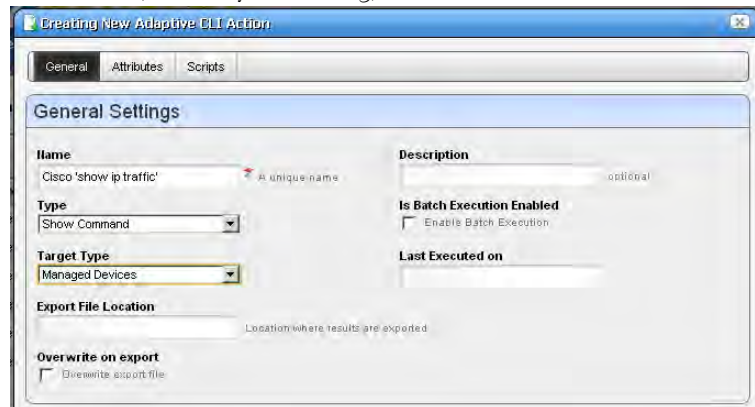 Creating New Adaptive CLI Action
General Attributes Scripts
General Settings
Name
Cisco 'show ip traffic' * A unique name
Description
optional
Type
Show Command
Is Batch Execution Enabled
Enable Batch Execution
Target Type
Managed Devices
Last Executed on
Export File Location
Location where results are exported
Overwrite on export
Overwrite export file